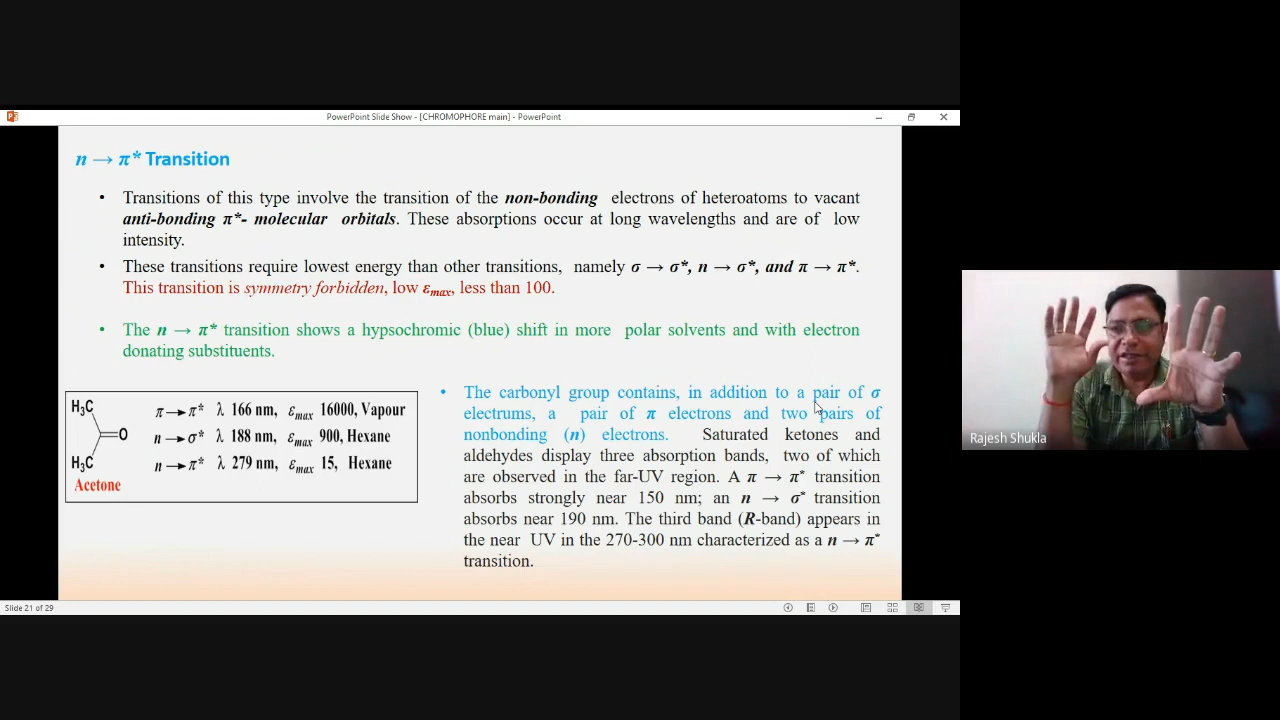 PowerPoint Slide Show - [CHROMOPHORE main] - PowerPoint
n → π* Transition
• Transitions of this type involve the transition of the non-bonding electrons of heteroatoms to vacant
anti-bonding π*- molecular orbitals. These absorptions occur at long wavelengths and are of low
intensity.
• These transitions require lowest energy than other transitions, namely σ → σ*, n → σ*, and π → π*.
This transition is symmetry forbidden, low εmax, less than 100.
• The n → π* transition shows a hypsochromic (blue) shift in more polar solvents and with electron
donating substituents.
H₃C
O
H₃C
Acetone
π→π* λ 166 nm, εmax 16000, Vapour
n→σ* λ 188 nm, εmax 900, Hexane
n→π* λ 279 nm, εmax 15, Hexane
• The carbonyl group contains, in addition to a pair of σ
electrums, a pair of π electrons and two pairs of
nonbonding (n) electrons. Saturated ketones and
aldehydes display three absorption bands, two of which
are observed in the far-UV region. A π → π* transition
absorbs strongly near 150 nm; an n → σ* transition
absorbs near 190 nm. The third band (R-band) appears in
the near UV in the 270-300 nm characterized as a n → π*
transition.
Rajesh Shukla
Slide 21 of 29